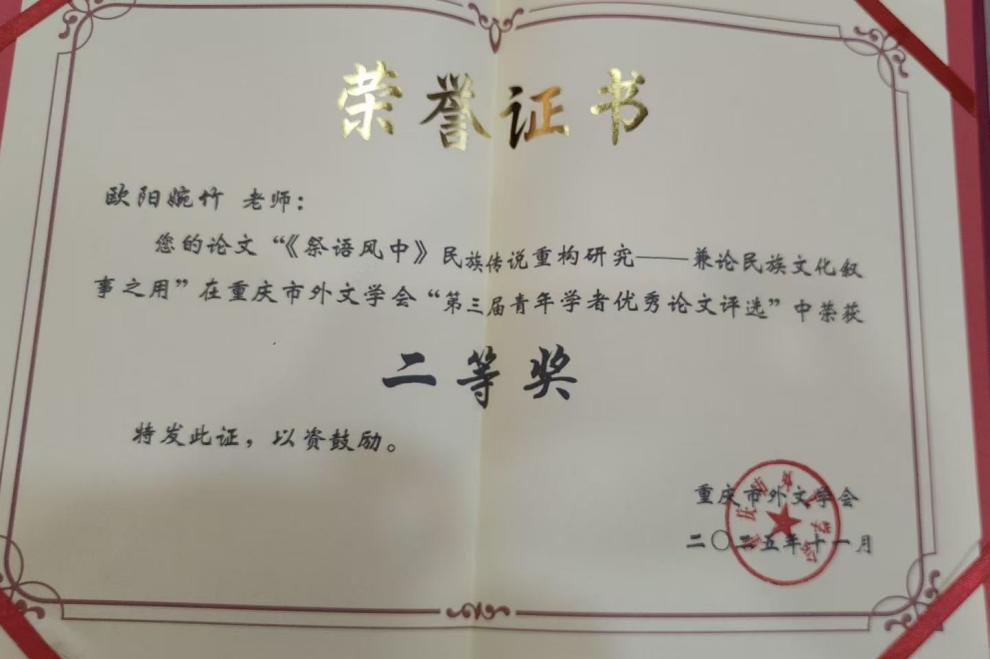 荣誉证书
欧阳婉竹 老师：
您的论文“《祭语风中》民族传说重构研究——兼论民族文化叙
事之用”在重庆市外文学会“第三届青年学者优秀论文评选”中荣获
二等奖
特发此证，以资鼓励。
重庆市外文学会
二〇二五年十一月